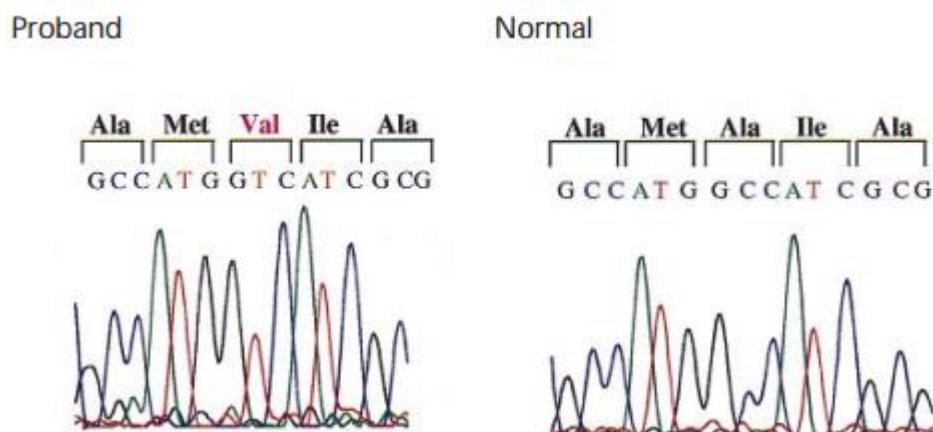 Proband
Normal
Ala Met Val Ile Ala
GCCATGGTCATCGCG
Ala Met Ala Ile Ala
GCCATGGCCATCGCG